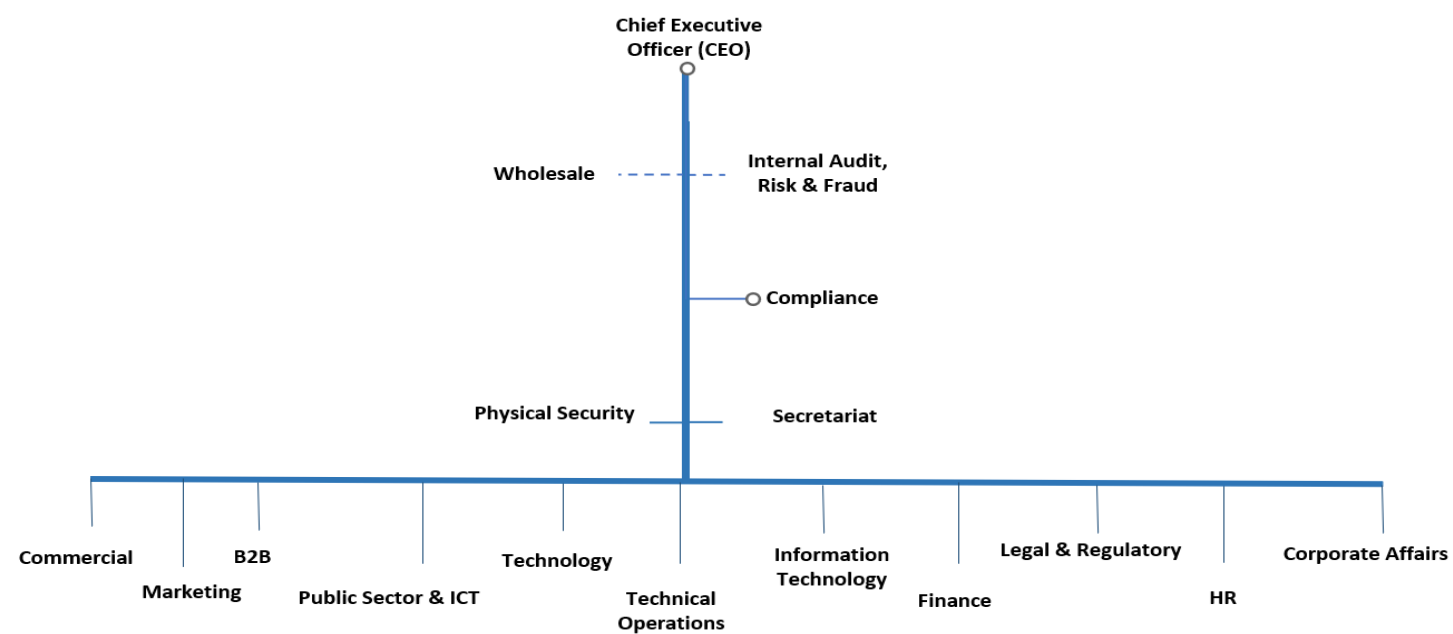 Chief Executive
Officer (CEO)
Wholesale
Internal Audit,
Risk & Fraud
Compliance
Physical Security
Secretariat
Commercial
Marketing
B2B
Public Sector & ICT
Technology
Technical
Operations
Information
Technology
Finance
Legal & Regulatory
HR
Corporate Affairs